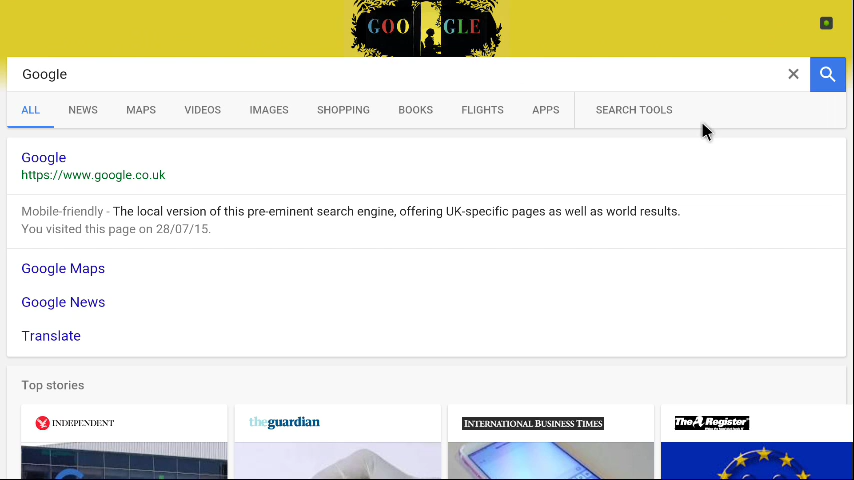 GOOGLE
Google
ALL NEWS MAPS VIDEOS IMAGES SHOPPING BOOKS FLIGHTS APPS SEARCH TOOLS
Google
https://www.google.co.uk
Mobile-friendly - The local version of this pre-eminent search engine, offering UK-specific pages as well as world results.
You visited this page on 28/07/15.
Google Maps
Google News
Translate
Top stories
INDEPENDENT theguardian INTERNATIONAL BUSINESS TIMES The A Register